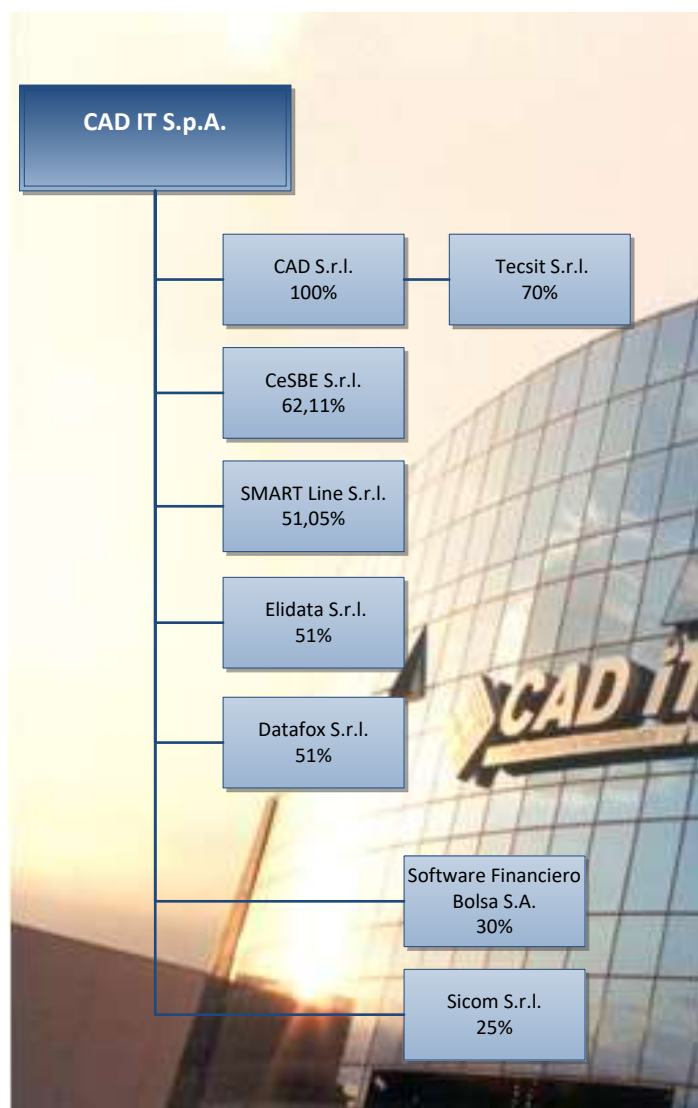 CAD IT S.p.A.
CAD S.r.l.
100%
Tecsit S.r.l.
70%
CeSBE S.r.l.
62,11%
SMART Line S.r.l.
51,05%
Elidata S.r.l.
51%
CAD iT
Datafox S.r.l.
51%
Software Financiero
Bolsa S.A.
30%
Sicom S.r.l.
25%